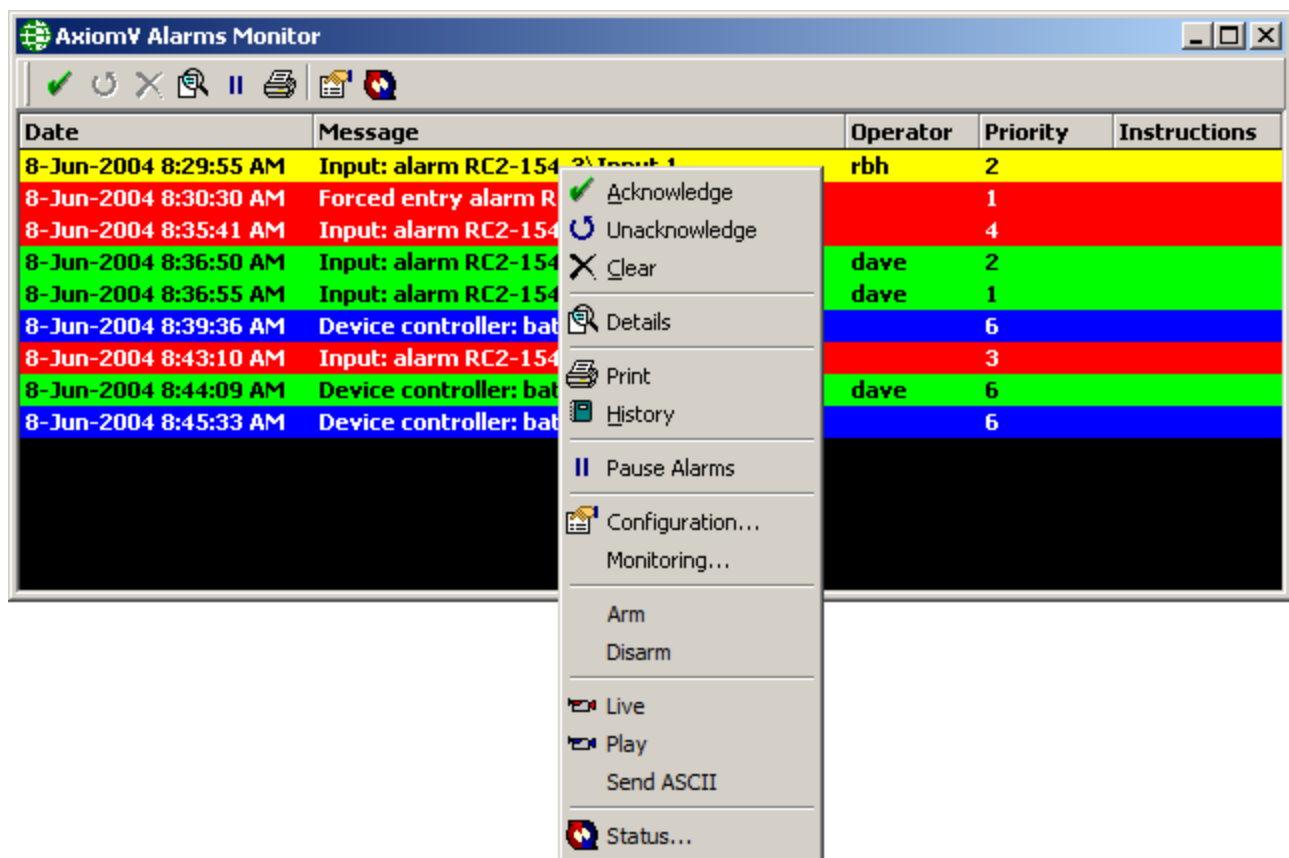 AxiomV Alarms Monitor
Date Message Operator Priority Instructions
8-Jun-2004 8:29:55 AM Input: alarm RC2-154 2\ Input 1 rbh 2
8-Jun-2004 8:30:30 AM Forced entry alarm R 1
8-Jun-2004 8:35:41 AM Input: alarm RC2-154 4
8-Jun-2004 8:36:50 AM Input: alarm RC2-154 dave 2
8-Jun-2004 8:36:55 AM Input: alarm RC2-154 dave 1
8-Jun-2004 8:39:36 AM Device controller: bat 6
8-Jun-2004 8:43:10 AM Input: alarm RC2-154 3
8-Jun-2004 8:44:09 AM Device controller: bat dave 6
8-Jun-2004 8:45:33 AM Device controller: bat 6
Acknowledge
Unacknowledge
Clear
Details
Print
History
Pause Alarms
Configuration...
Monitoring...
Arm
Disarm
Live
Play
Send ASCII
Status...